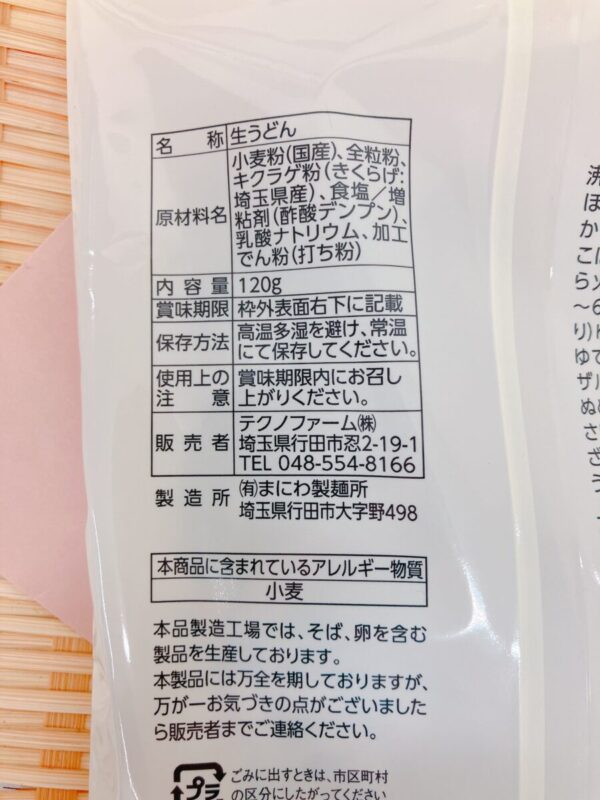 名称 生うどん
原材料名 小麦粉(国産)、全粒粉、
キクラゲ粉(きくらげ:
埼玉県産)、食塩/増
粘剤(酢酸デンプン)、
乳酸ナトリウム、加工
でん粉(打ち粉)
内容量 120g
賞味期限 枠外表面右下に記載
保存方法 高温多湿を避け、常温
にて保存してください。
使用上の 賞味期限内にお召し
注意 上がりください。
販売者 テクノファーム㈱
埼玉県行田市忍2-19-1
TEL 048-554-8166
製造所 ㈲まにわ製麺所
埼玉県行田市大字野498
本商品に含まれているアレルギー物質
小麦
本品製造工場では、そば、卵を含む
製品を生産しております。
本製品には万全を期しておりますが、
万が一お気づきの点がございました
ら販売者までご連絡ください。
プラ
ごみに出すときは、市区町村
の区分にしたがってください